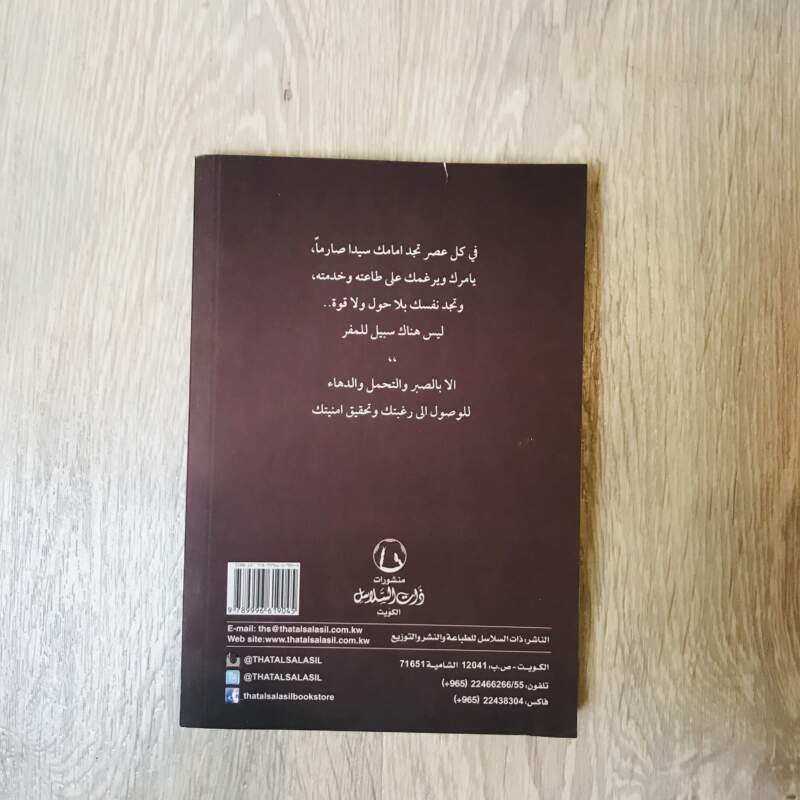 في كل عصر تجد امامك سيدا صارماً،
يامرك ويرغمك على طاعته وخدمته،
وتجد نفسك بلا حول ولا قوة..
ليس هناك سبيل للمفر
،،
الا بالصبر والتحمل والدهاء
للوصول الى رغبتك وتحقيق امنيتك
منشورات
ذات السلاسل
الكويت
9 789996 619045
الناشر: ذات السلاسل للطباعة والنشر والتوزيع
E-mail: ths@thatalsalasil.com.kw
Web site:www.thatalsalasil.com.kw
الكويت - ص.ب: 12041 الشامية 71651
تلفون: 22466266/55 (965+)
فاكس: 22438304 (965+)
@THATALSALASIL
@THATALSALASIL
thatalsalasilbookstore